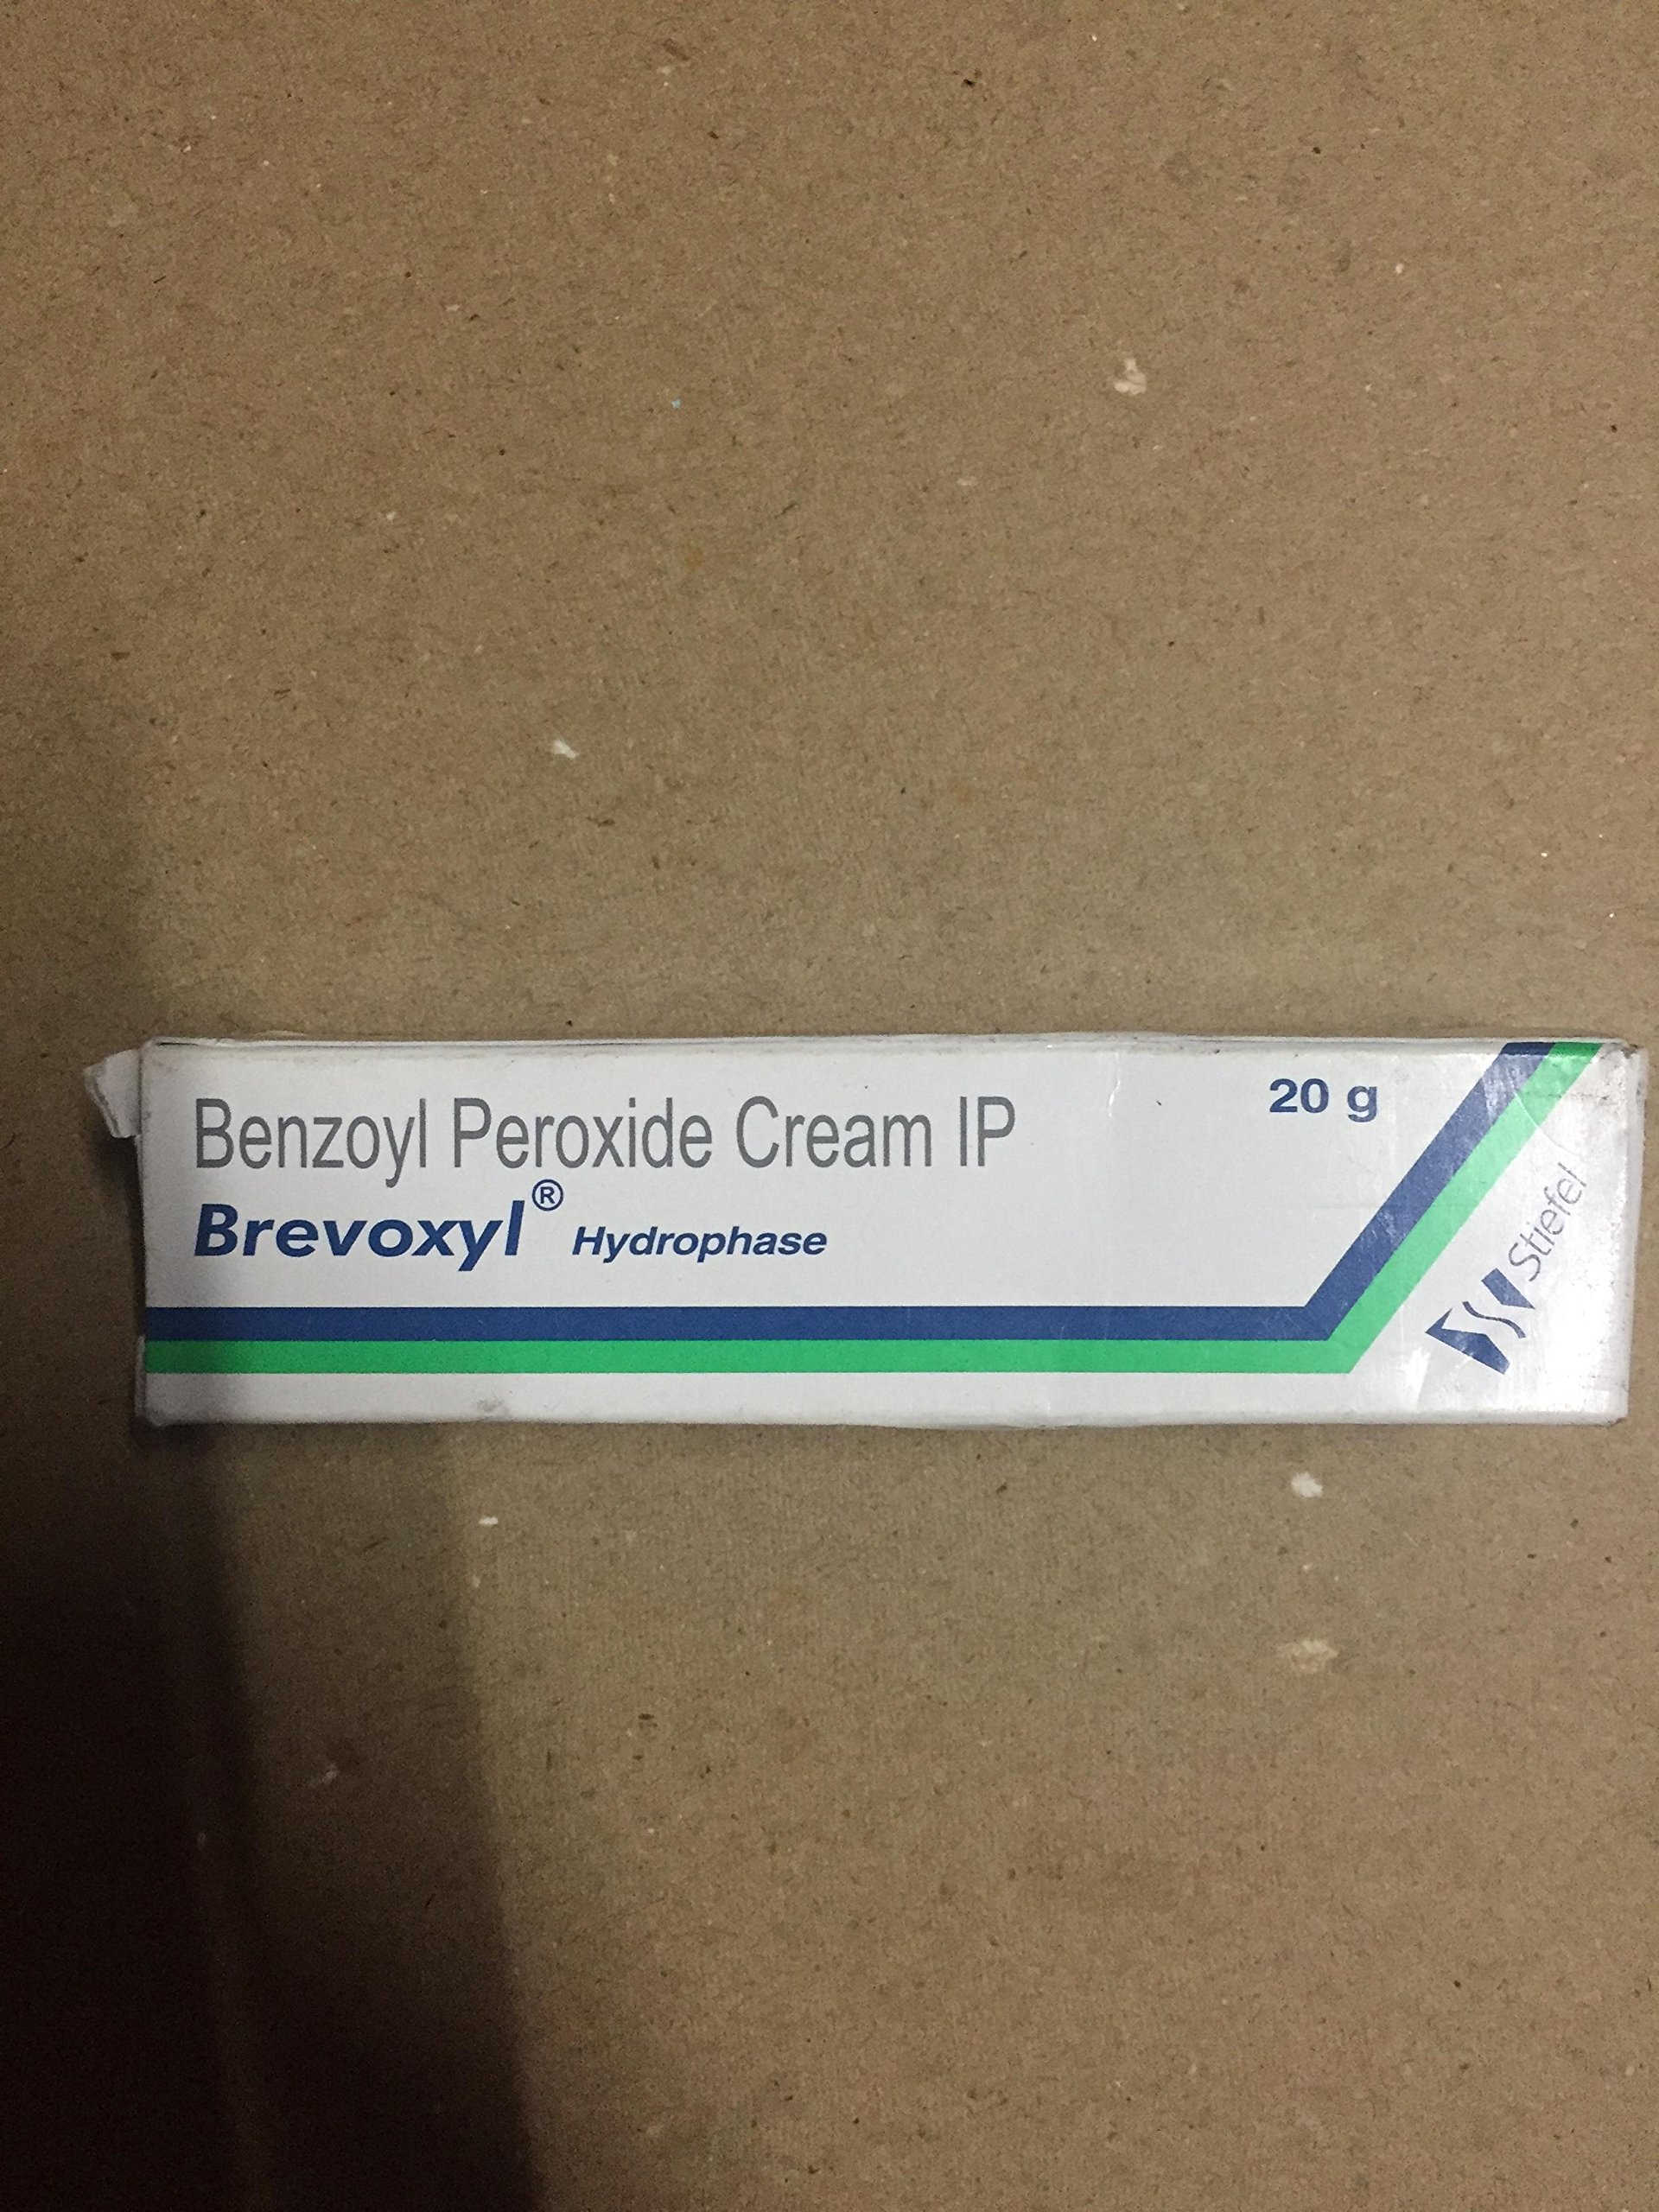 Benzoyl Peroxide Cream IP
20 g
Brevoxyl® Hydrophase
Stiefel